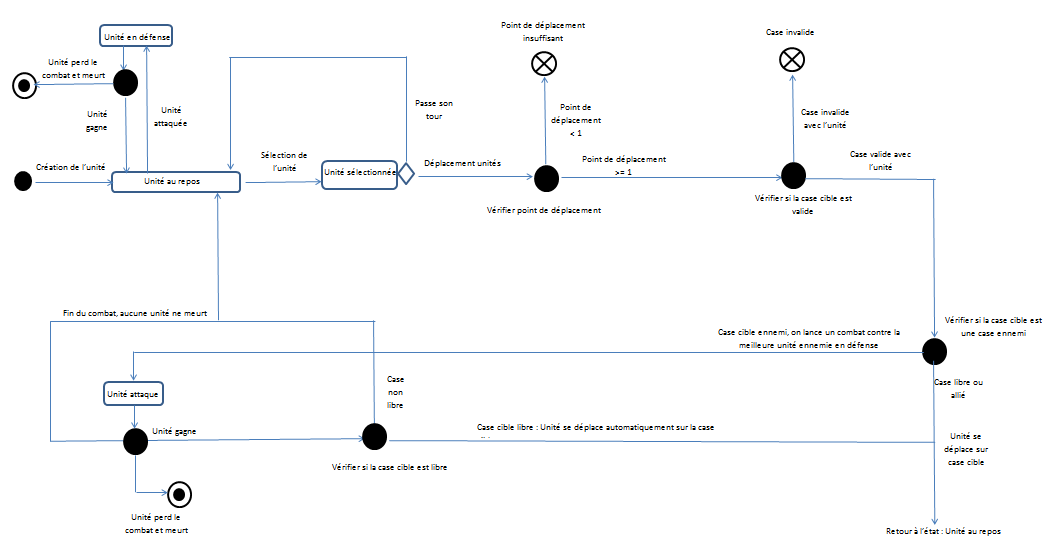 Unité en défense
Point de déplacement
insuffisant
Case invalide
Unité perd le
combat et meurt
Unité
gagne
Unité
attaquée
Passe son
tour
Point de
déplacement
< 1
Case invalide
avec l'unité
Création de l'unité
Unité au repos
Sélection de
l'unité
Unité sélectionnée
Déplacement unités
Point de déplacement
>= 1
Case valide avec
l'unité
Vérifier point de déplacement
Vérifier si la case cible est
valide
Fin du combat, aucune unité ne meurt
Case cible ennemi, on lance un combat contre la
meilleure unité ennemie en défense
Vérifier si la case cible est
une case ennemi
Unité attaque
Case
non
libre
Case libre ou
allié
Unité gagne
Case cible libre : Unité se déplace automatiquement sur la case
Unité se
déplace sur
case cible
Vérifier si la case cible est libre
Unité perd le
combat et meurt
Retour à l'état : Unité au repos